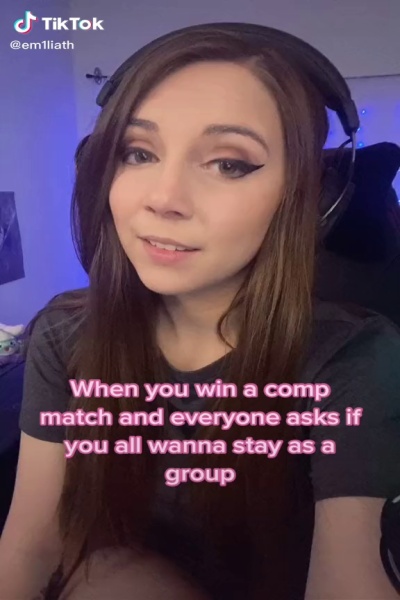 TikTok
@em1liath
When you win a comp
match and everyone asks if
you all wanna stay as a
group